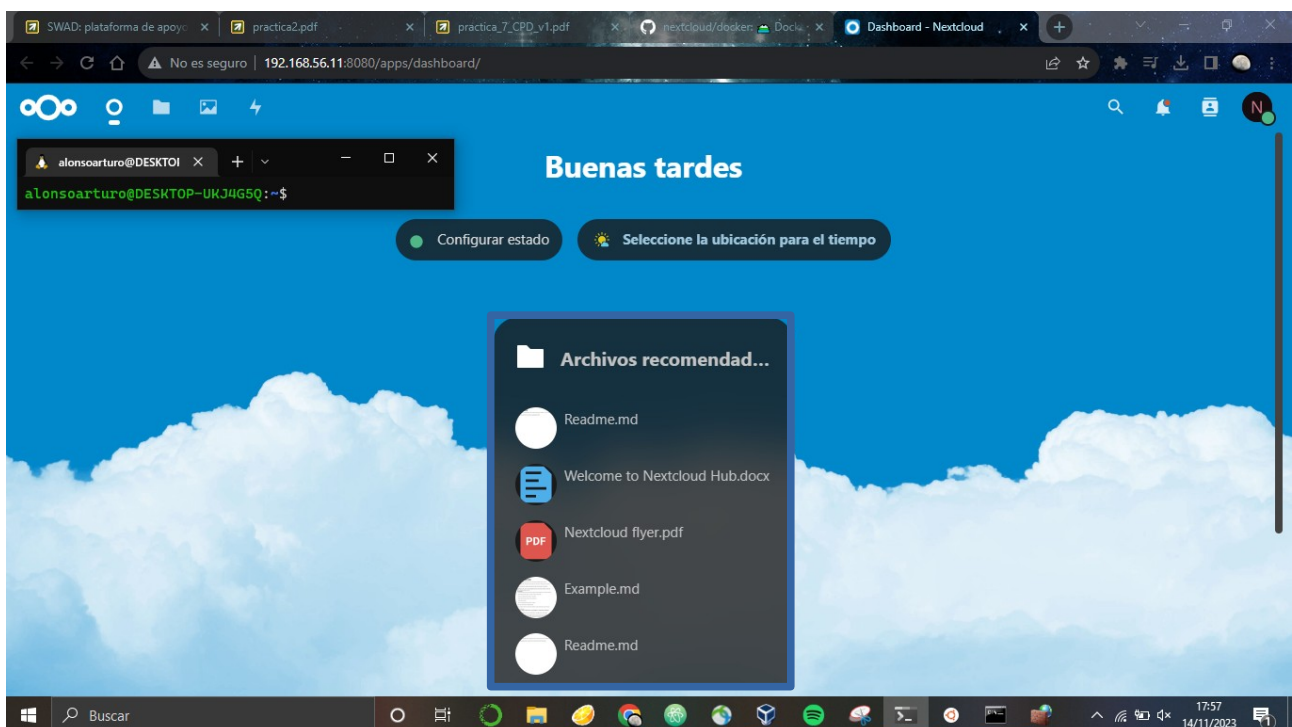 SWAD: plataforma de apoyo
practica2.pdf
practica_7_CPD_v1.pdf
nextcloud/docker:
Dashboard - Nextcloud
No es seguro | 192.168.56.11:8080/apps/dashboard/
N
alonsoarturo@DESKTOI
alonsoarturo@DESKTOP-UKJ4G5Q:~$
Buenas tardes
Configurar estado
Seleccione la ubicación para el tiempo
Archivos recomendad...
Readme.md
Welcome to Nextcloud Hub.docx
PDF
Nextcloud flyer.pdf
Example.md
Readme.md
Buscar
17:57
14/11/2023